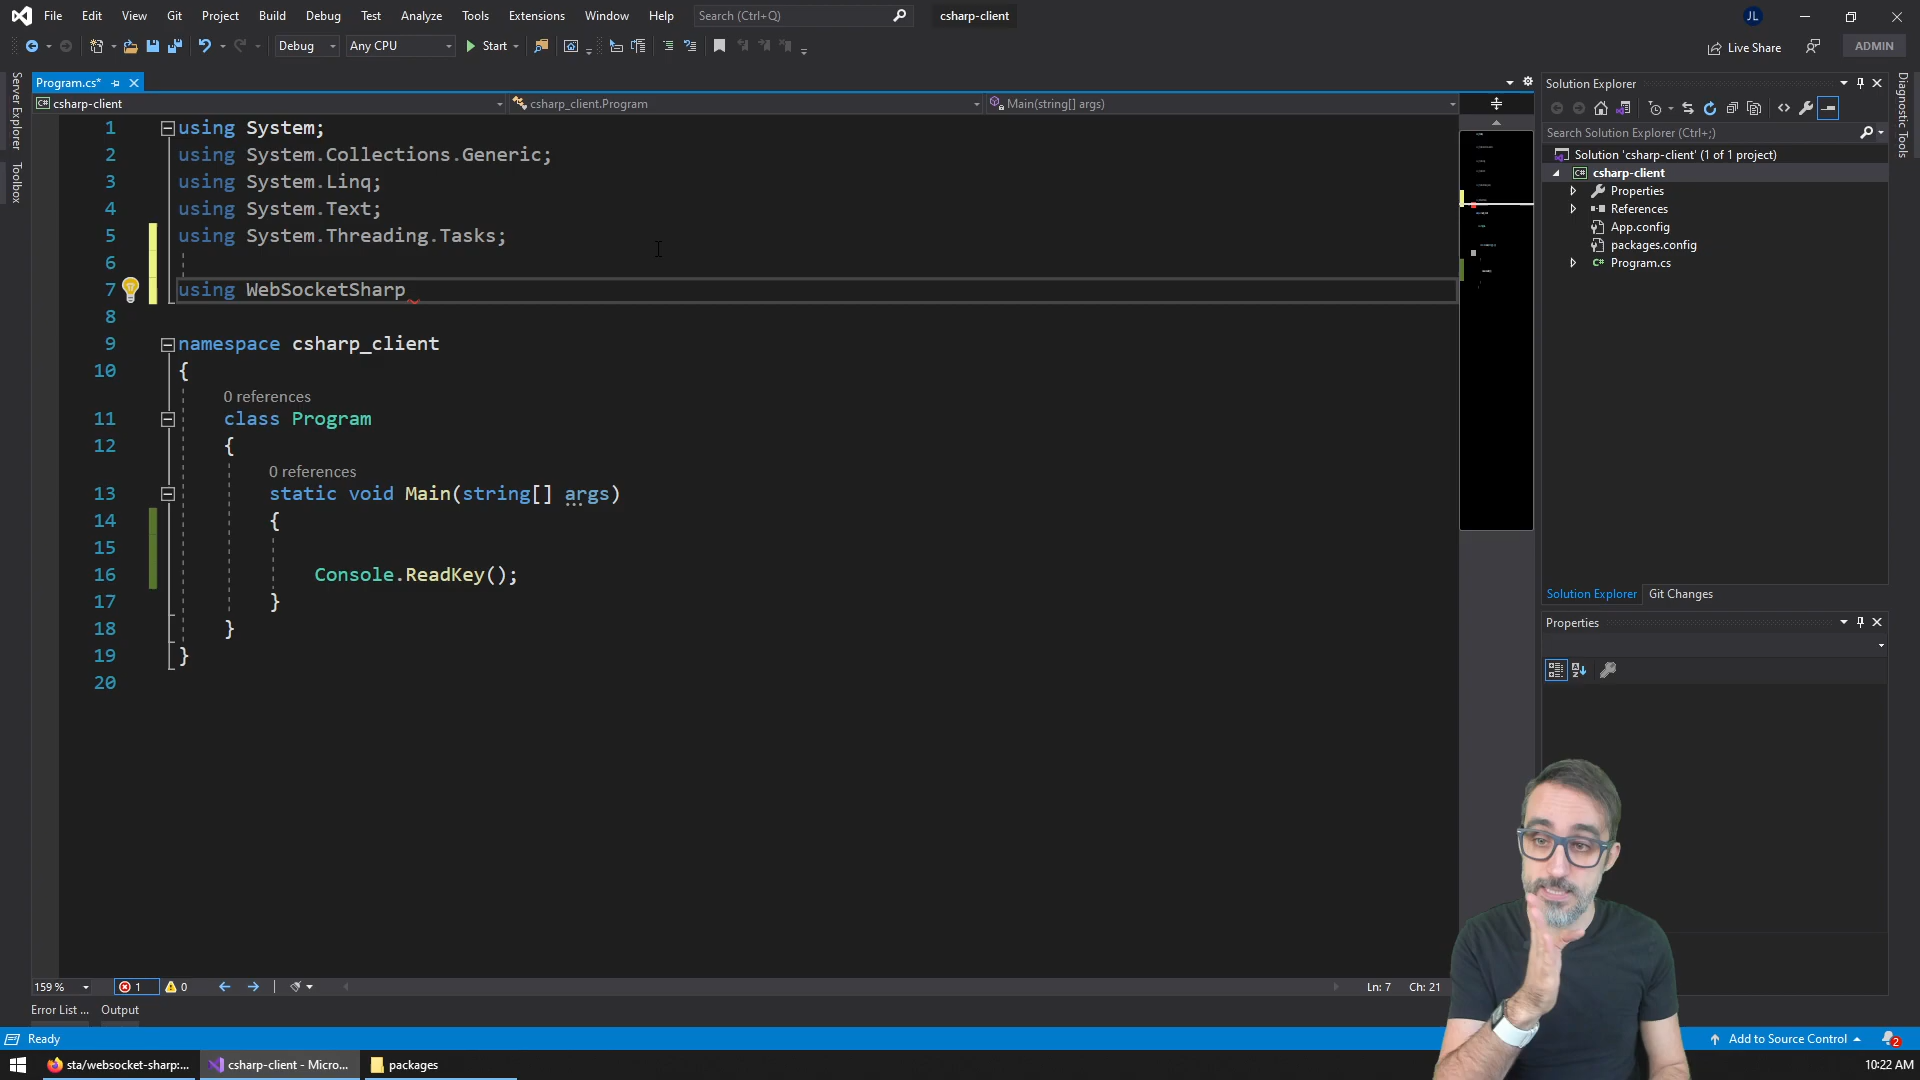 File Edit View Git Project Build Debug Test Analyze Tools Extensions Window Help Search (Ctrl+Q) csharp-client JL
Debug Any CPU Start Live Share ADMIN
Server Explorer
Toolbox
Program.cs*
csharp-client csharp_client.Program Main(string[] args)
1 using System;
2 using System.Collections.Generic;
3 using System.Linq;
4 using System.Text;
5 using System.Threading.Tasks;
6
7 using WebSocketSharp
8
9 namespace csharp_client
10 {
0 references
11 class Program
12 {
0 references
13 static void Main(string[] args)
14 {
15
16 Console.ReadKey();
17 }
18 }
19 }
20
159 % 1 0 Ln: 7 Ch: 21
Error List ... Output
Solution Explorer
Search Solution Explorer (Ctrl+;)
Solution 'csharp-client' (1 of 1 project)
C# csharp-client
Properties
References
App.config
packages.config
C# Program.cs
Solution Explorer Git Changes
Properties
Diagnostic Tools
Ready Add to Source Control 2
sta/websocket-sharp:... csharp-client - Micro... packages 10:22 AM